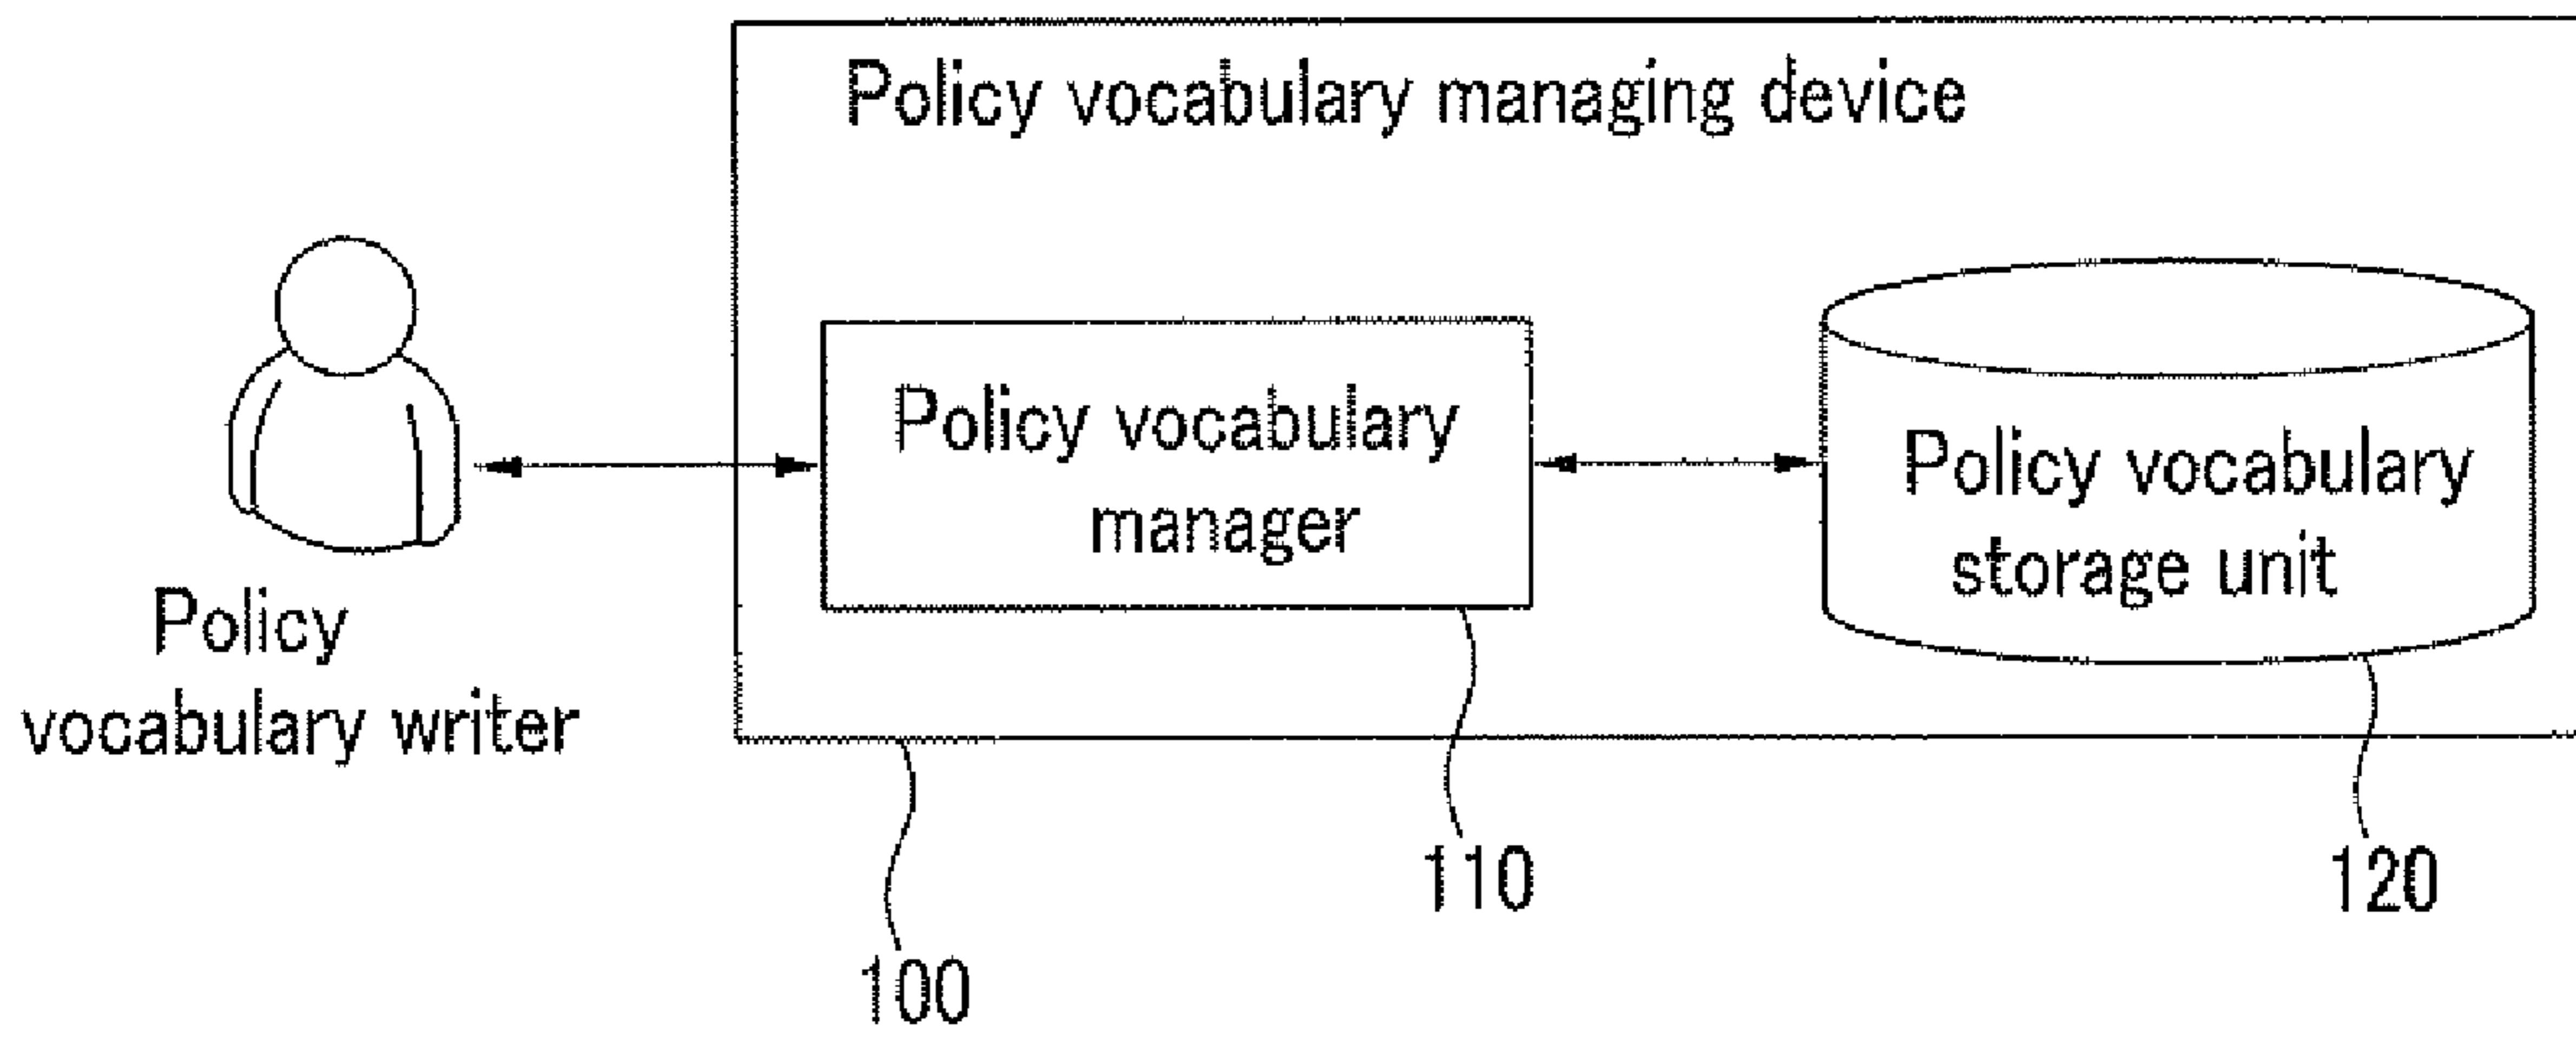 Policy vocabulary managing device
Policy vocabulary
manager
Policy vocabulary
storage unit
Policy
vocabulary writer
110
120
100